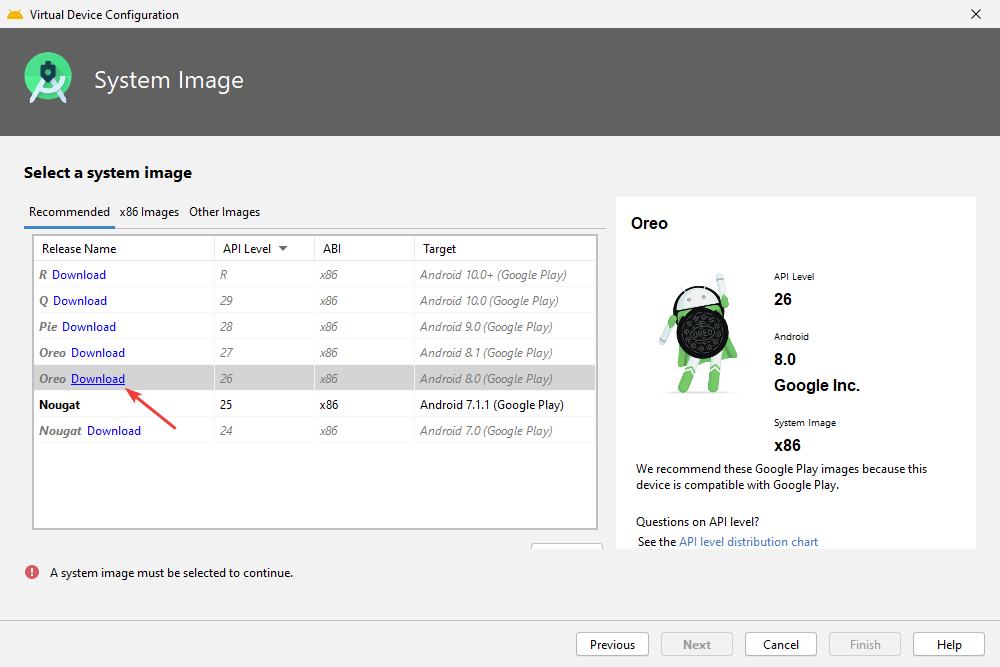 Virtual Device Configuration
System Image
Select a system image
Recommended x86 Images Other Images
Release Name API Level ABI Target
R Download R x86 Android 10.0+ (Google Play)
Q Download 29 x86 Android 10.0 (Google Play)
Pie Download 28 x86 Android 9.0 (Google Play)
Oreo Download 27 x86 Android 8.1 (Google Play)
Oreo Download 26 x86 Android 8.0 (Google Play)
Nougat 25 x86 Android 7.1.1 (Google Play)
Nougat Download 24 x86 Android 7.0 (Google Play)
Oreo
OREO
API Level
26
Android
8.0
Google Inc.
System Image
x86
We recommend these Google Play images because this
device is compatible with Google Play.
Questions on API level?
See the API level distribution chart
A system image must be selected to continue.
Previous Next Cancel Finish Help